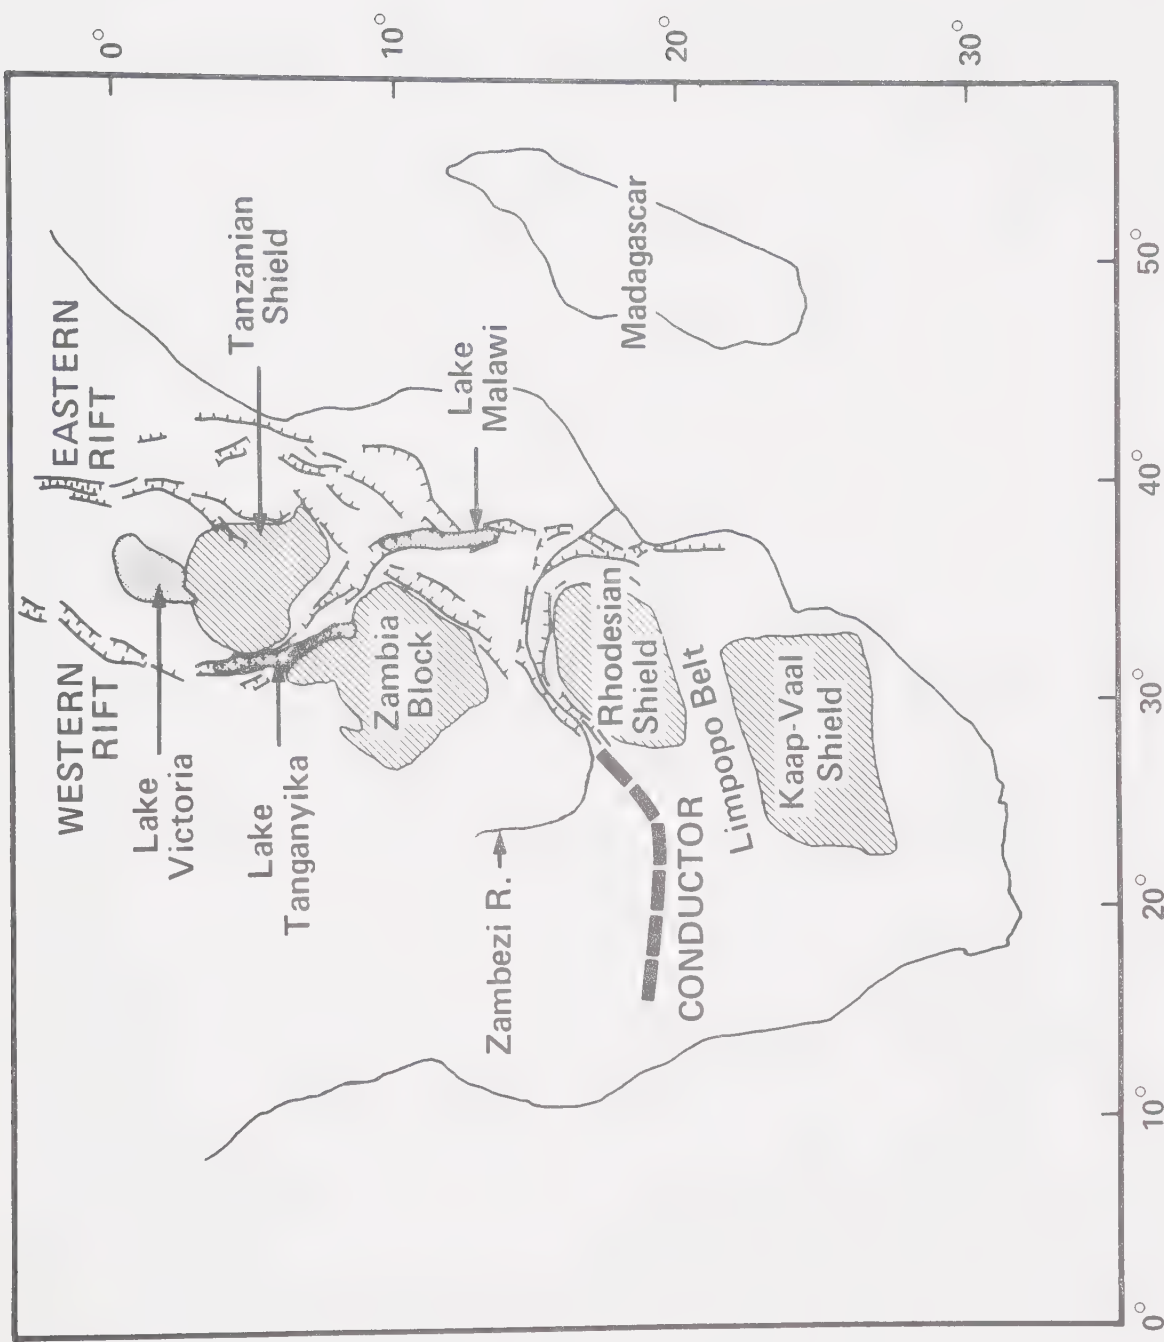 WESTERN
RIFT
EASTERN
RIFT
0°
Lake
Victoria
Tanzanian
Shield
Lake
Tanganyika
Zambia
Block
Lake
Malawi
10°
Zambezi R.
Rhodesian
Shield
Madagascar
20°
CONDUCTOR
Limpopo Belt
Kaap-Vaal
Shield
30°
0°
10°
20°
30°
40°
50°